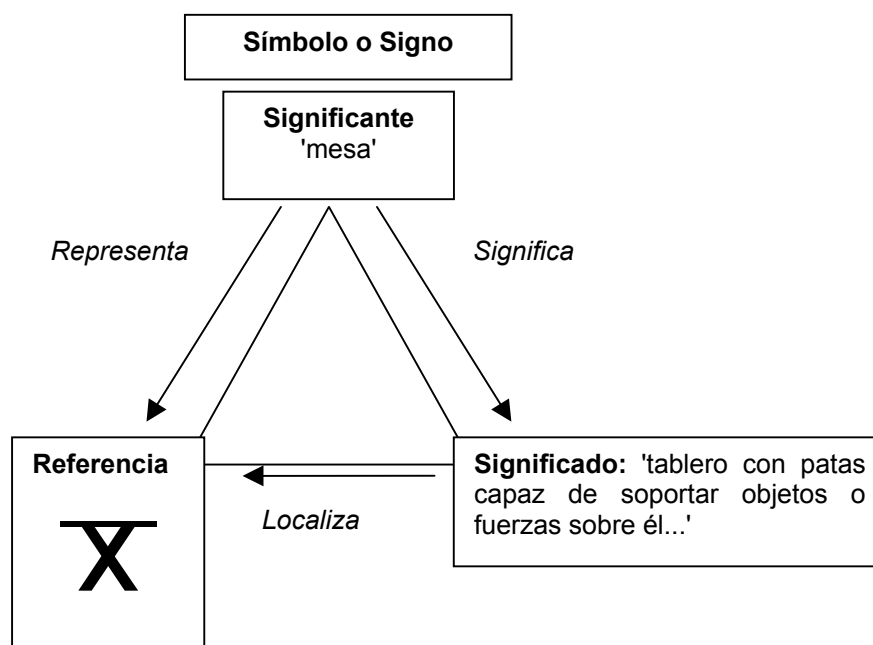 Símbolo o Signo
Significante
'mesa'
Representa
Significa
Referencia
Significado: 'tablero con patas
capaz de soportar objetos o
fuerzas sobre él...'
Localiza